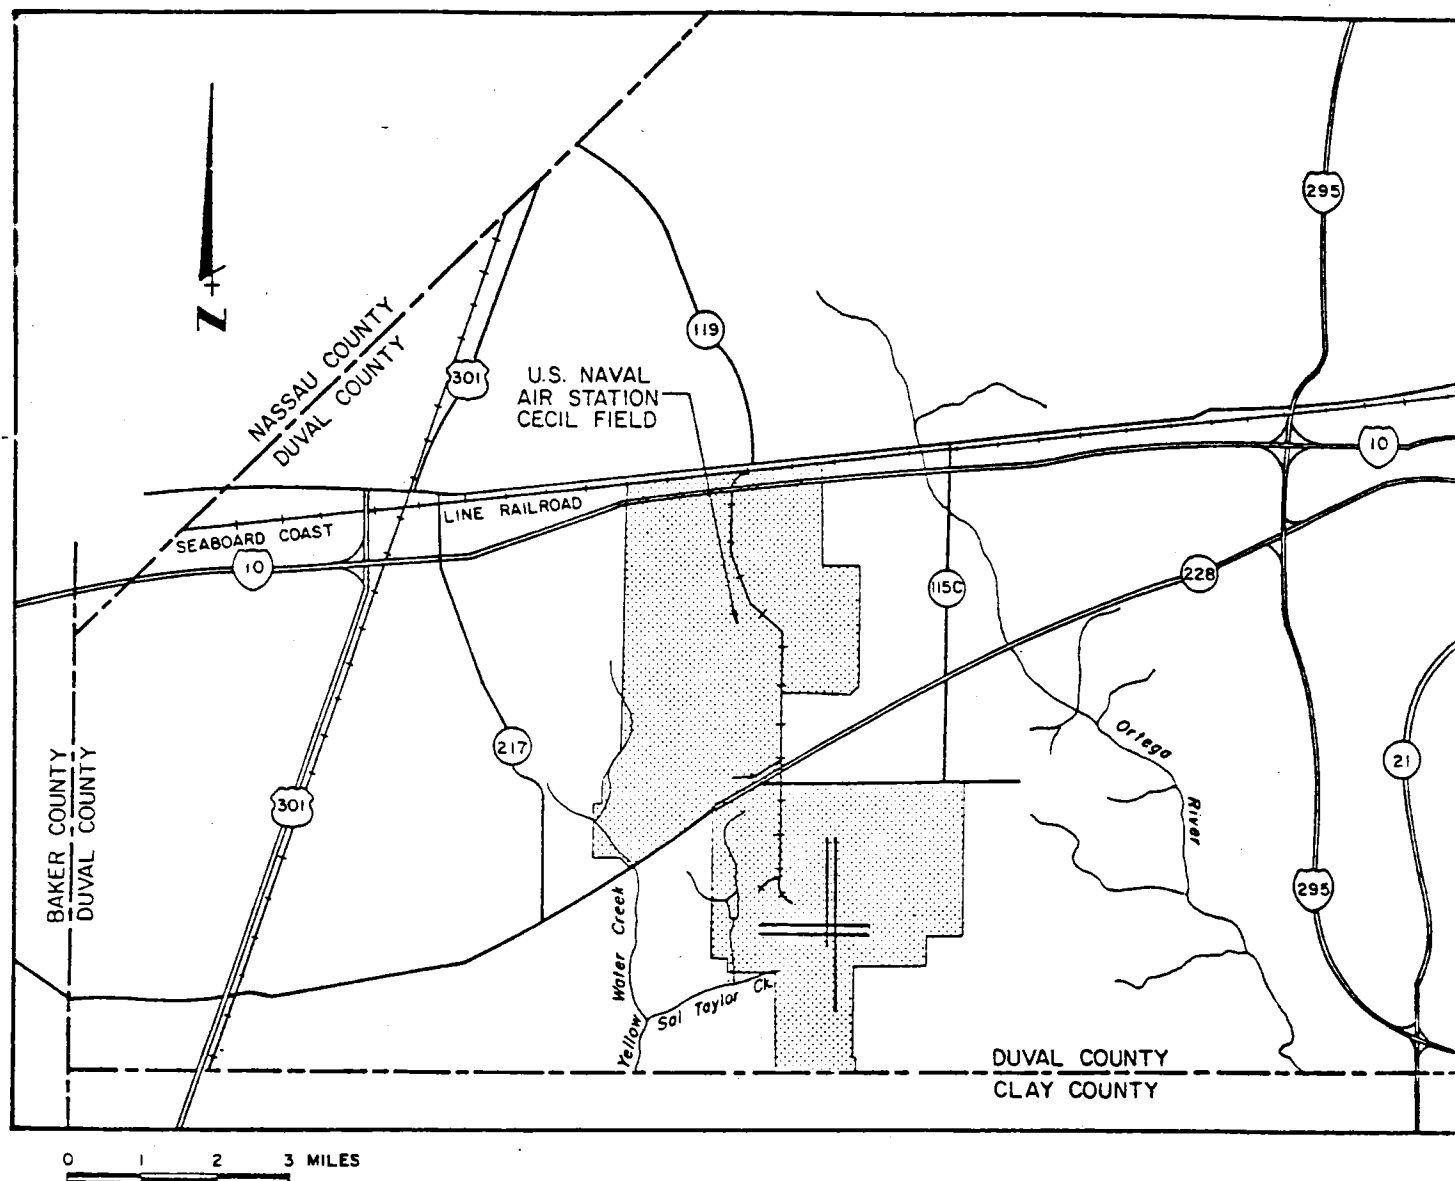 295
119
NASSAU COUNTY
DUVAL COUNTY
301
U.S. NAVAL
AIR STATION
CECIL FIELD
N
10
SEABOARD COAST LINE RAILROAD
10
228
115C
217
Ortega River
21
301
BAKER COUNTY
DUVAL COUNTY
295
Yellow Water Creek
Sal Taylor Ck.
DUVAL COUNTY
CLAY COUNTY
0 1 2 3 MILES